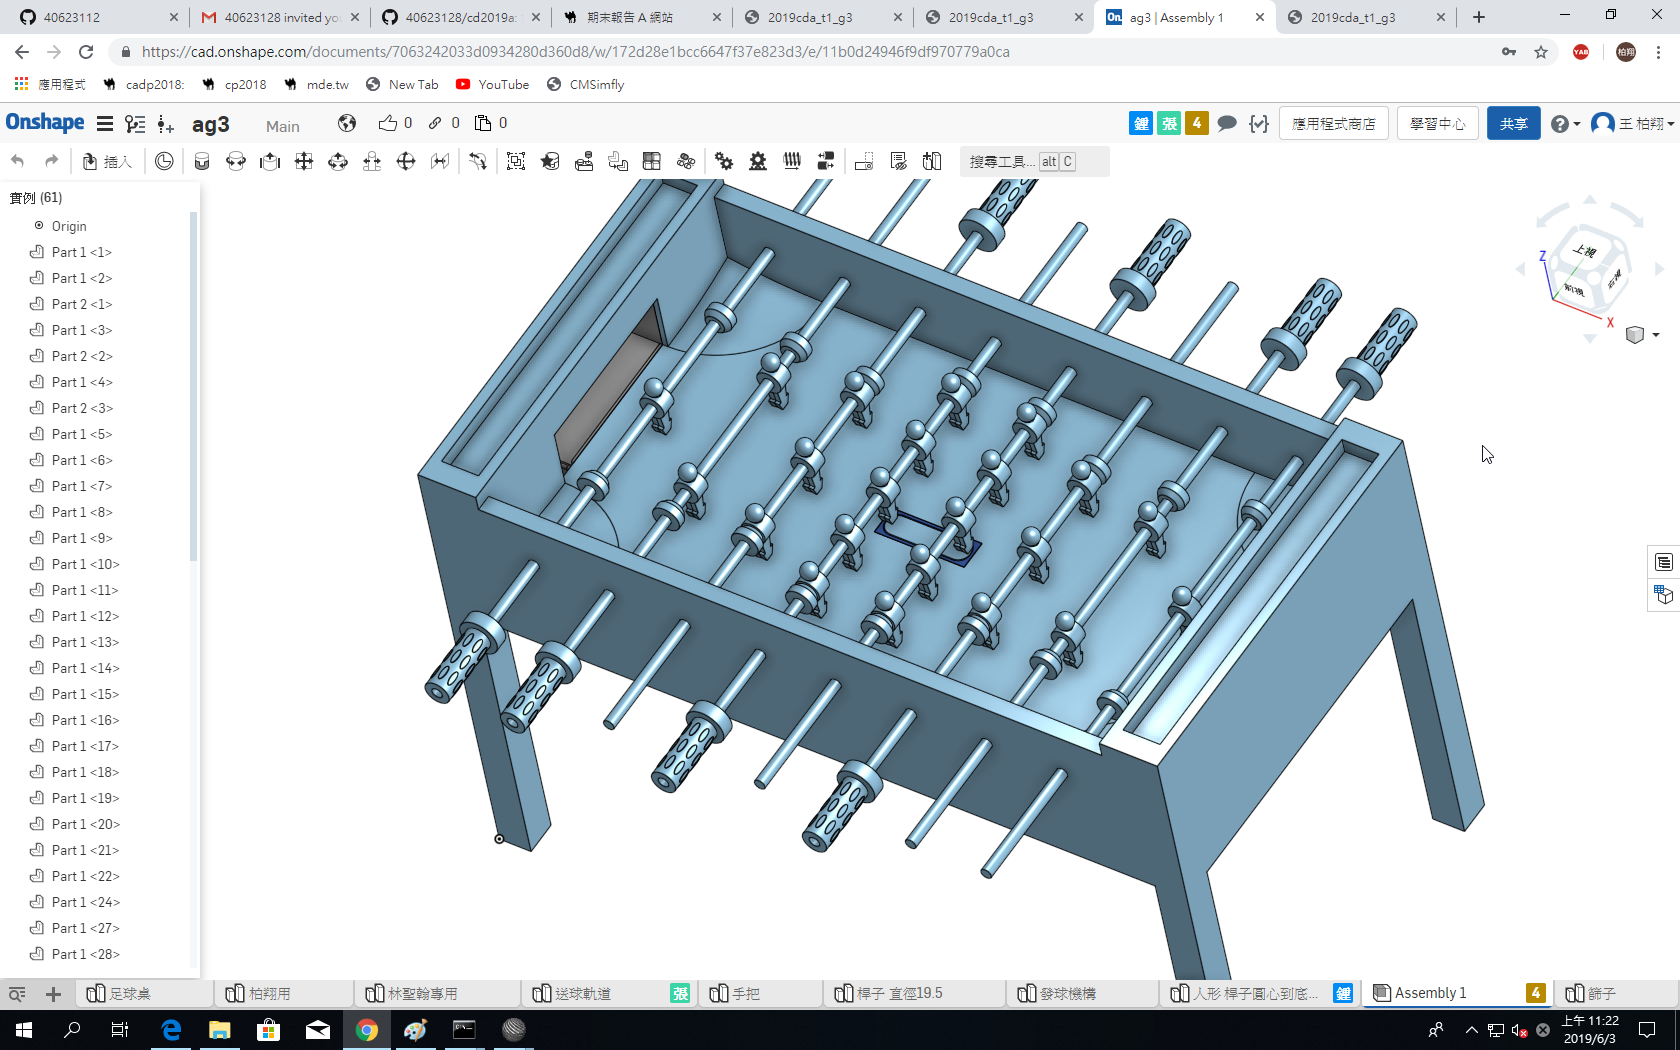 40623112
40623128 invited yo
40623128/cd2019a:
期末報告 A 網站
2019cda_t1_g3
2019cda_t1_g3
ag3 | Assembly 1
2019cda_t1_g3
https://cad.onshape.com/documents/7063242033d0934280d360d8/w/172d28e1bcc6647f37e823d3/e/11b0d24946f9df970779a0ca
YAB
柏翔
應用程式
cadp2018:
cp2018
mde.tw
New Tab
YouTube
CMSimfly
Onshape
ag3
Main
0
0
0
鍾
張
4
應用程式商店
學習中心
共享
王 柏翔
插入
搜尋工具...
alt
C
實例 (61)
Origin
Part 1 <1>
Part 1 <2>
Part 2 <1>
Part 1 <3>
Part 2 <2>
Part 1 <4>
Part 2 <3>
Part 1 <5>
Part 1 <6>
Part 1 <7>
Part 1 <8>
Part 1 <9>
Part 1 <10>
Part 1 <11>
Part 1 <12>
Part 1 <13>
Part 1 <14>
Part 1 <15>
Part 1 <16>
Part 1 <17>
Part 1 <18>
Part 1 <19>
Part 1 <20>
Part 1 <21>
Part 1 <22>
Part 1 <24>
Part 1 <27>
Part 1 <28>
Z
上視
前視
右視
X
足球桌
柏翔用
林聖翰專用
送球軌道
張
手把
桿子 直徑19.5
發球機構
人形 桿子圓心到底...
鍾
Assembly 1
4
篩子
上午 11:22
2019/6/3